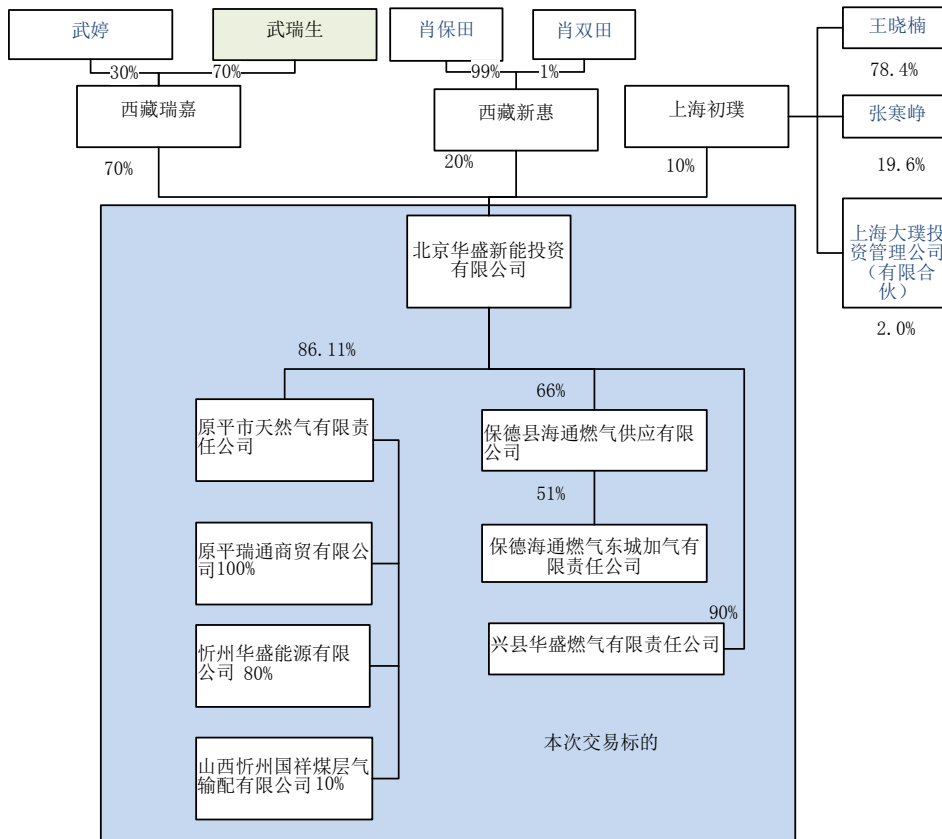 武婷
武瑞生
肖保田
肖双田
王晓楠
30%
70%
99%
1%
78.4%
西藏瑞嘉
西藏新惠
上海初璞
张寒峥
70%
20%
10%
19.6%
上海大璞投
资管理公司
（有限合
伙）
2.0%
北京华盛新能投资
有限公司
86.11%
66%
原平市天然气有限责
任公司
保德县海通燃气供应有限
公司
51%
原平瑞通商贸有限公
司100%
保德海通燃气东城加气有
限责任公司
90%
忻州华盛能源有限
公司 80%
兴县华盛燃气有限责任公司
本次交易标的
山西忻州国祥煤层气
输配有限公司10%